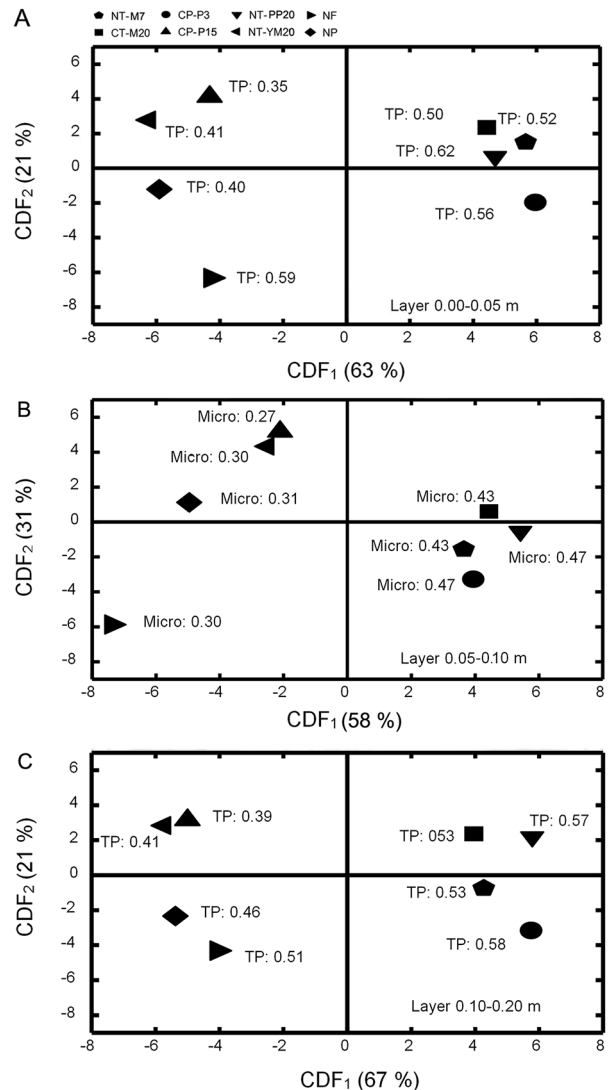 A
NT-M7 CP-P3 NT-PP20 NF
CT-M20 CP-P15 NT-YM20 NP
6
4
2
0
-2
-4
-6
-8
CDF2 (21 %)
TP: 0.35
TP: 0.41
TP: 0.50
TP: 0.52
TP: 0.62
TP: 0.40
TP: 0.56
TP: 0.59
Layer 0.00-0.05 m
-8 -6 -4 -2 0 2 4 6 8
CDF1 (63 %)
B
6
4
2
0
-2
-4
-6
-8
CDF2 (31 %)
Micro: 0.27
Micro: 0.30
Micro: 0.31
Micro: 0.43
Micro: 0.43
Micro: 0.47
Micro: 0.47
Micro: 0.30
Layer 0.05-0.10 m
-8 -6 -4 -2 0 2 4 6 8
CDF1 (58 %)
C
6
4
2
0
-2
-4
-6
-8
CDF2 (21 %)
TP: 0.39
TP: 0.41
TP: 0.57
TP: 053
TP: 0.53
TP: 0.46
TP: 0.51
TP: 0.58
Layer 0.10-0.20 m
-8 -6 -4 -2 0 2 4 6 8
CDF1 (67 %)